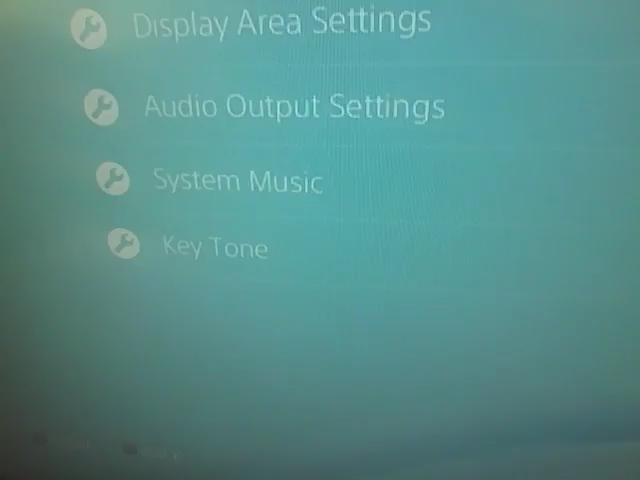 Display Area Settings
Audio Output Settings
System Music
Key Tone